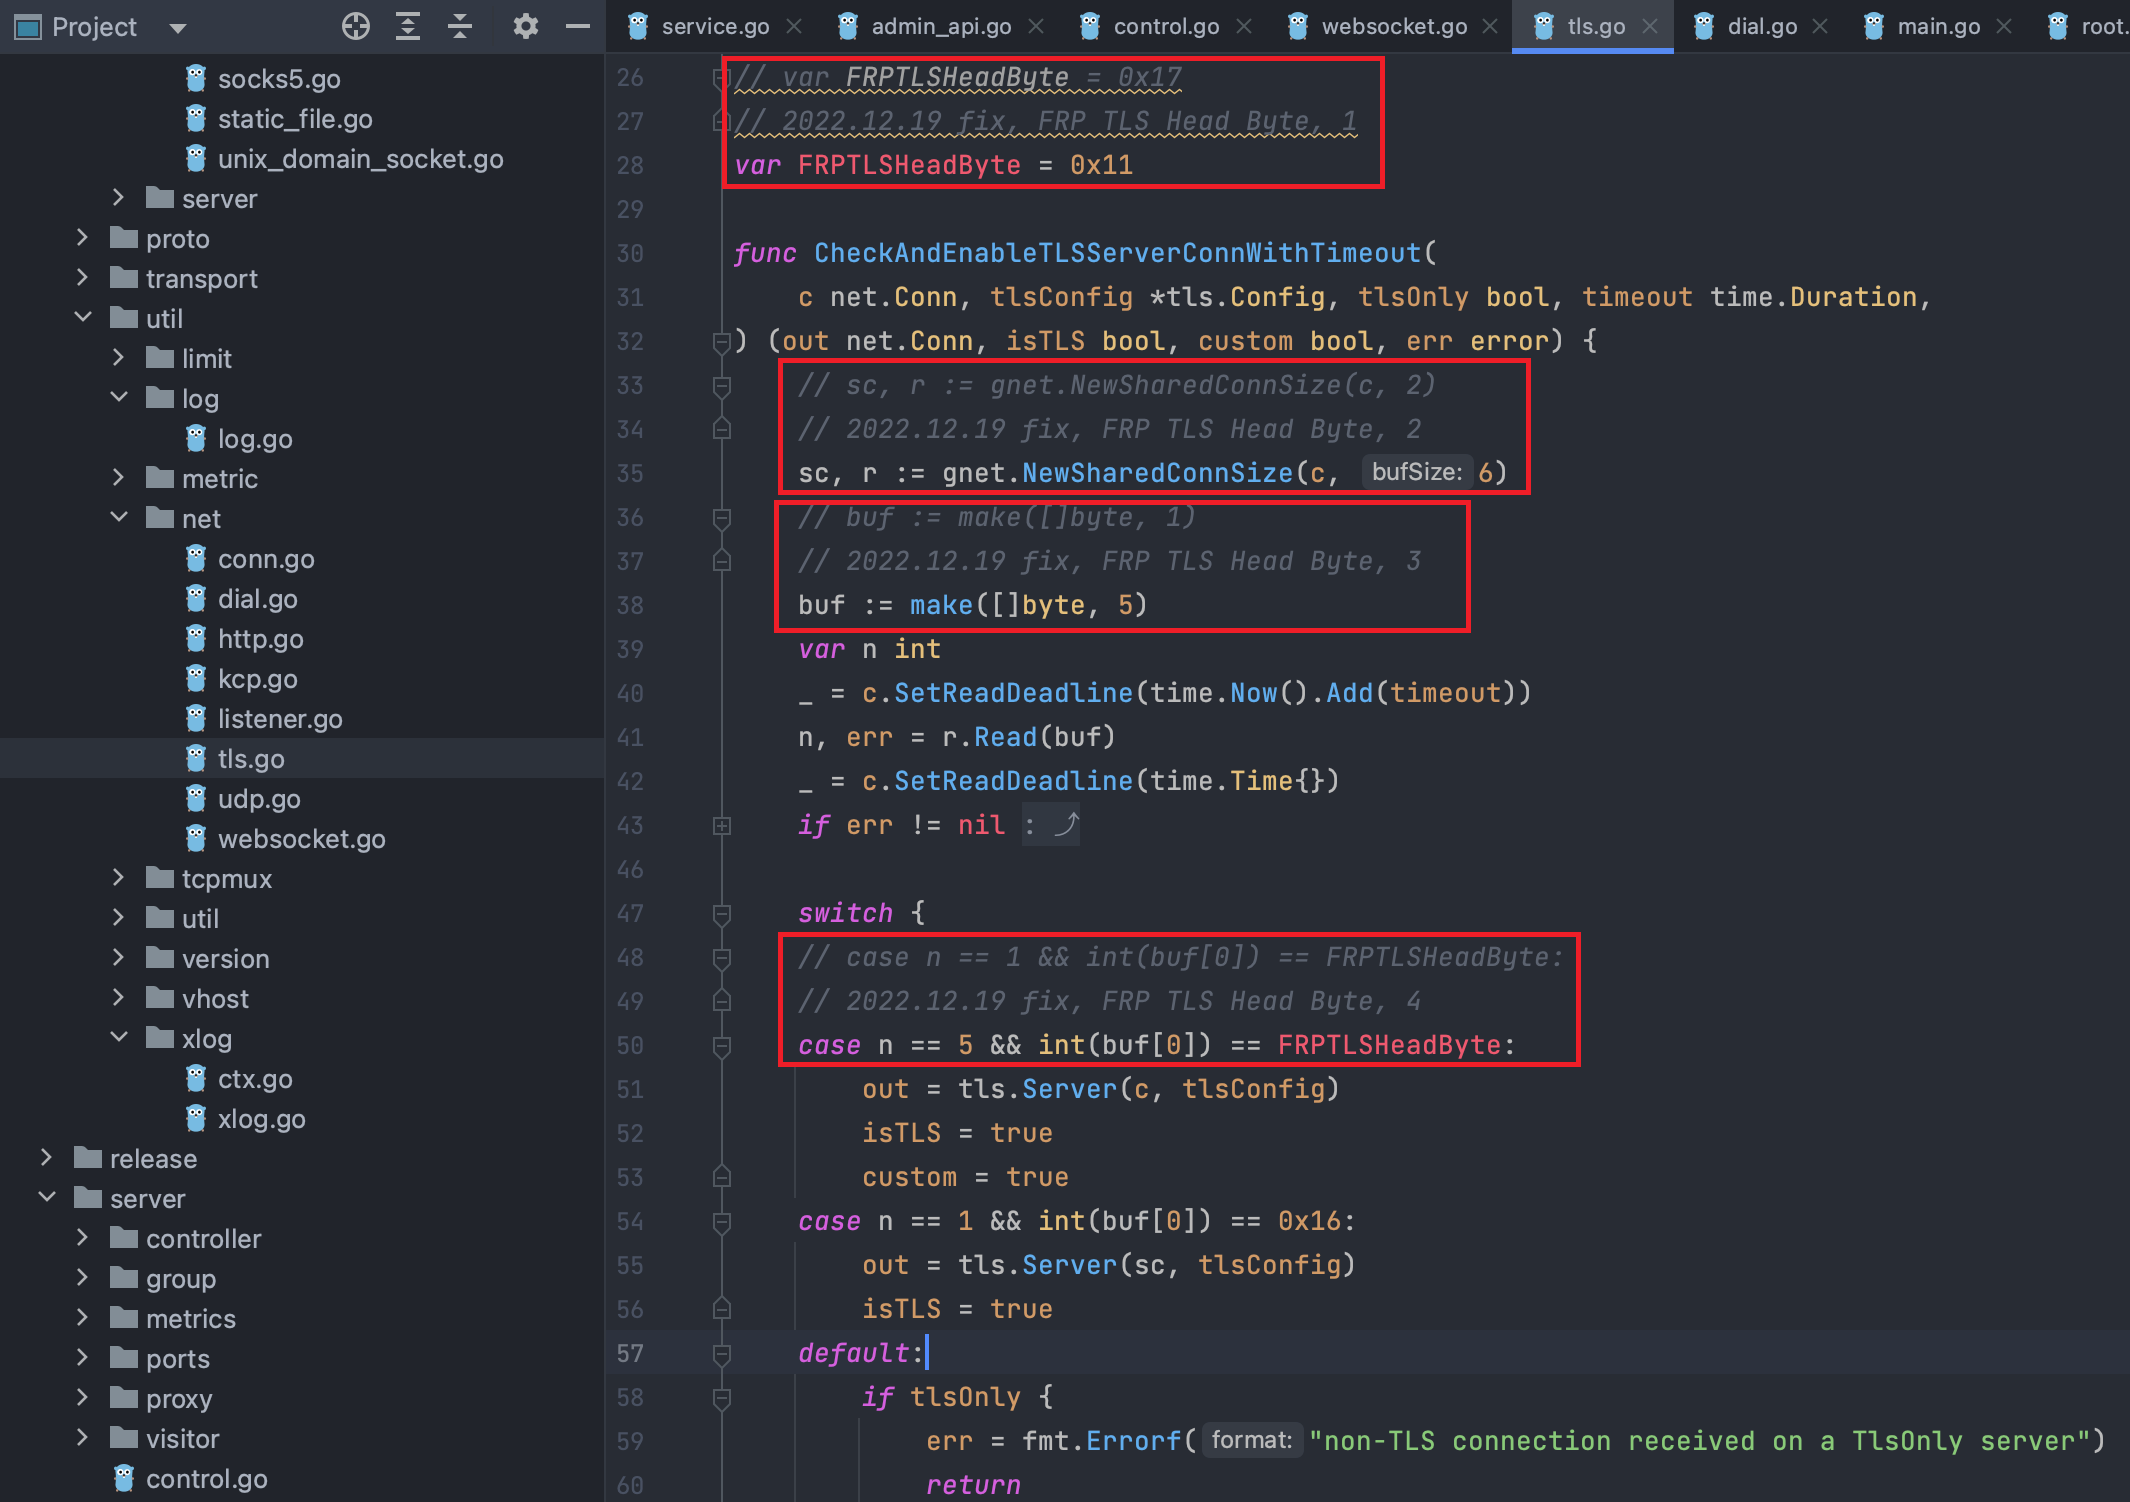 Project
service.go
admin_api.go
control.go
websocket.go
tls.go
dial.go
main.go
root.
socks5.go
static_file.go
unix_domain_socket.go
server
proto
transport
util
limit
log
log.go
metric
net
conn.go
dial.go
http.go
kcp.go
listener.go
tls.go
udp.go
websocket.go
tcpmux
util
version
vhost
xlog
ctx.go
xlog.go
release
server
controller
group
metrics
ports
proxy
visitor
control.go
26 // var FRPTLSHeadByte = 0x17
27 // 2022.12.19 fix, FRP TLS Head Byte, 1
28 var FRPTLSHeadByte = 0x11
29
30 func CheckAndEnableTLSServerConnWithTimeout(
31 c net.Conn, tlsConfig *tls.Config, tlsOnly bool, timeout time.Duration,
32 ) (out net.Conn, isTLS bool, custom bool, err error) {
33 // sc, r := gnet.NewSharedConnSize(c, 2)
34 // 2022.12.19 fix, FRP TLS Head Byte, 2
35 sc, r := gnet.NewSharedConnSize(c, bufSize: 6)
36 // buf := make([]byte, 1)
37 // 2022.12.19 fix, FRP TLS Head Byte, 3
38 buf := make([]byte, 5)
39 var n int
40 _ = c.SetReadDeadline(time.Now().Add(timeout))
41 n, err = r.Read(buf)
42 _ = c.SetReadDeadline(time.Time{})
43 if err != nil :
46
47 switch {
48 // case n == 1 && int(buf[0]) == FRPTLSHeadByte:
49 // 2022.12.19 fix, FRP TLS Head Byte, 4
50 case n == 5 && int(buf[0]) == FRPTLSHeadByte:
51 out = tls.Server(c, tlsConfig)
52 isTLS = true
53 custom = true
54 case n == 1 && int(buf[0]) == 0x16:
55 out = tls.Server(sc, tlsConfig)
56 isTLS = true
57 default:
58 if tlsOnly {
59 err = fmt.Errorf( format: "non-TLS connection received on a TlsOnly server")
60 return